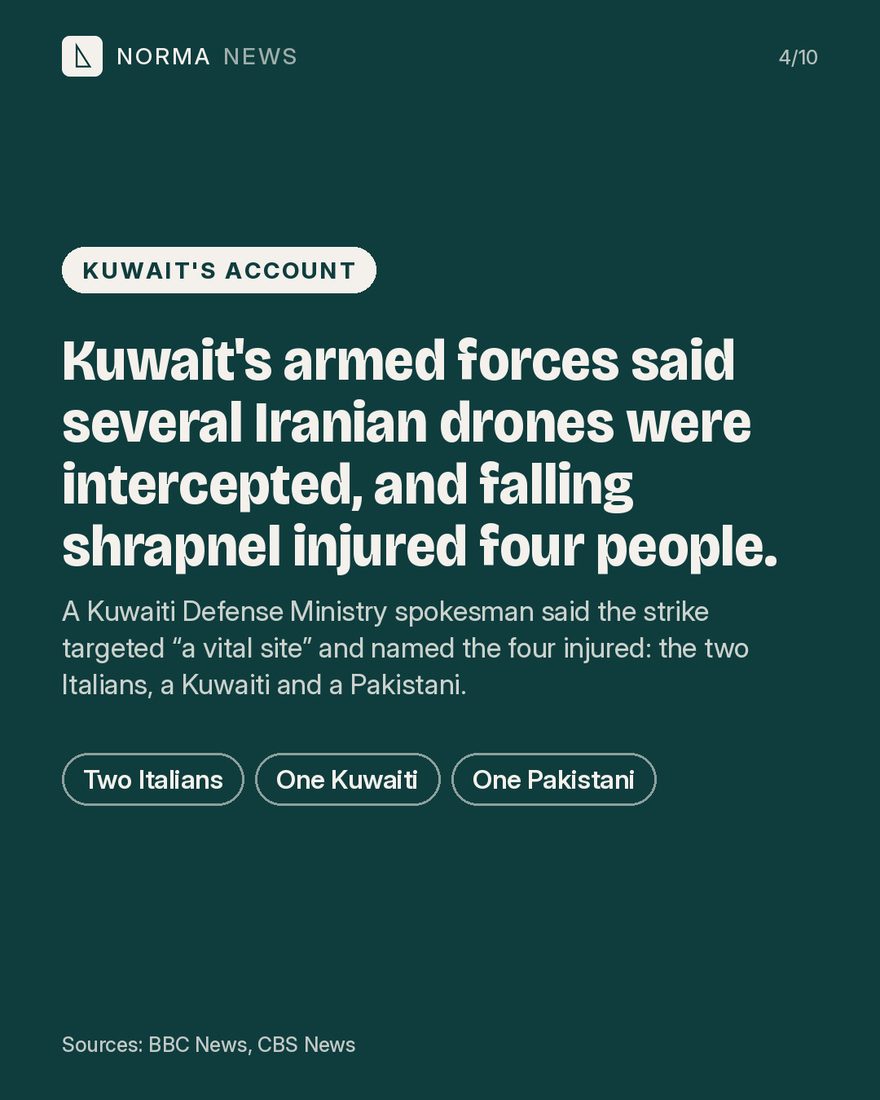 NORMA NEWS
4/10
KUWAIT'S ACCOUNT
Kuwait's armed forces said
several Iranian drones were
intercepted, and falling
shrapnel injured four people.
A Kuwaiti Defense Ministry spokesman said the strike
targeted “a vital site” and named the four injured: the two
Italians, a Kuwaiti and a Pakistani.
Two Italians
One Kuwaiti
One Pakistani
Sources: BBC News, CBS News